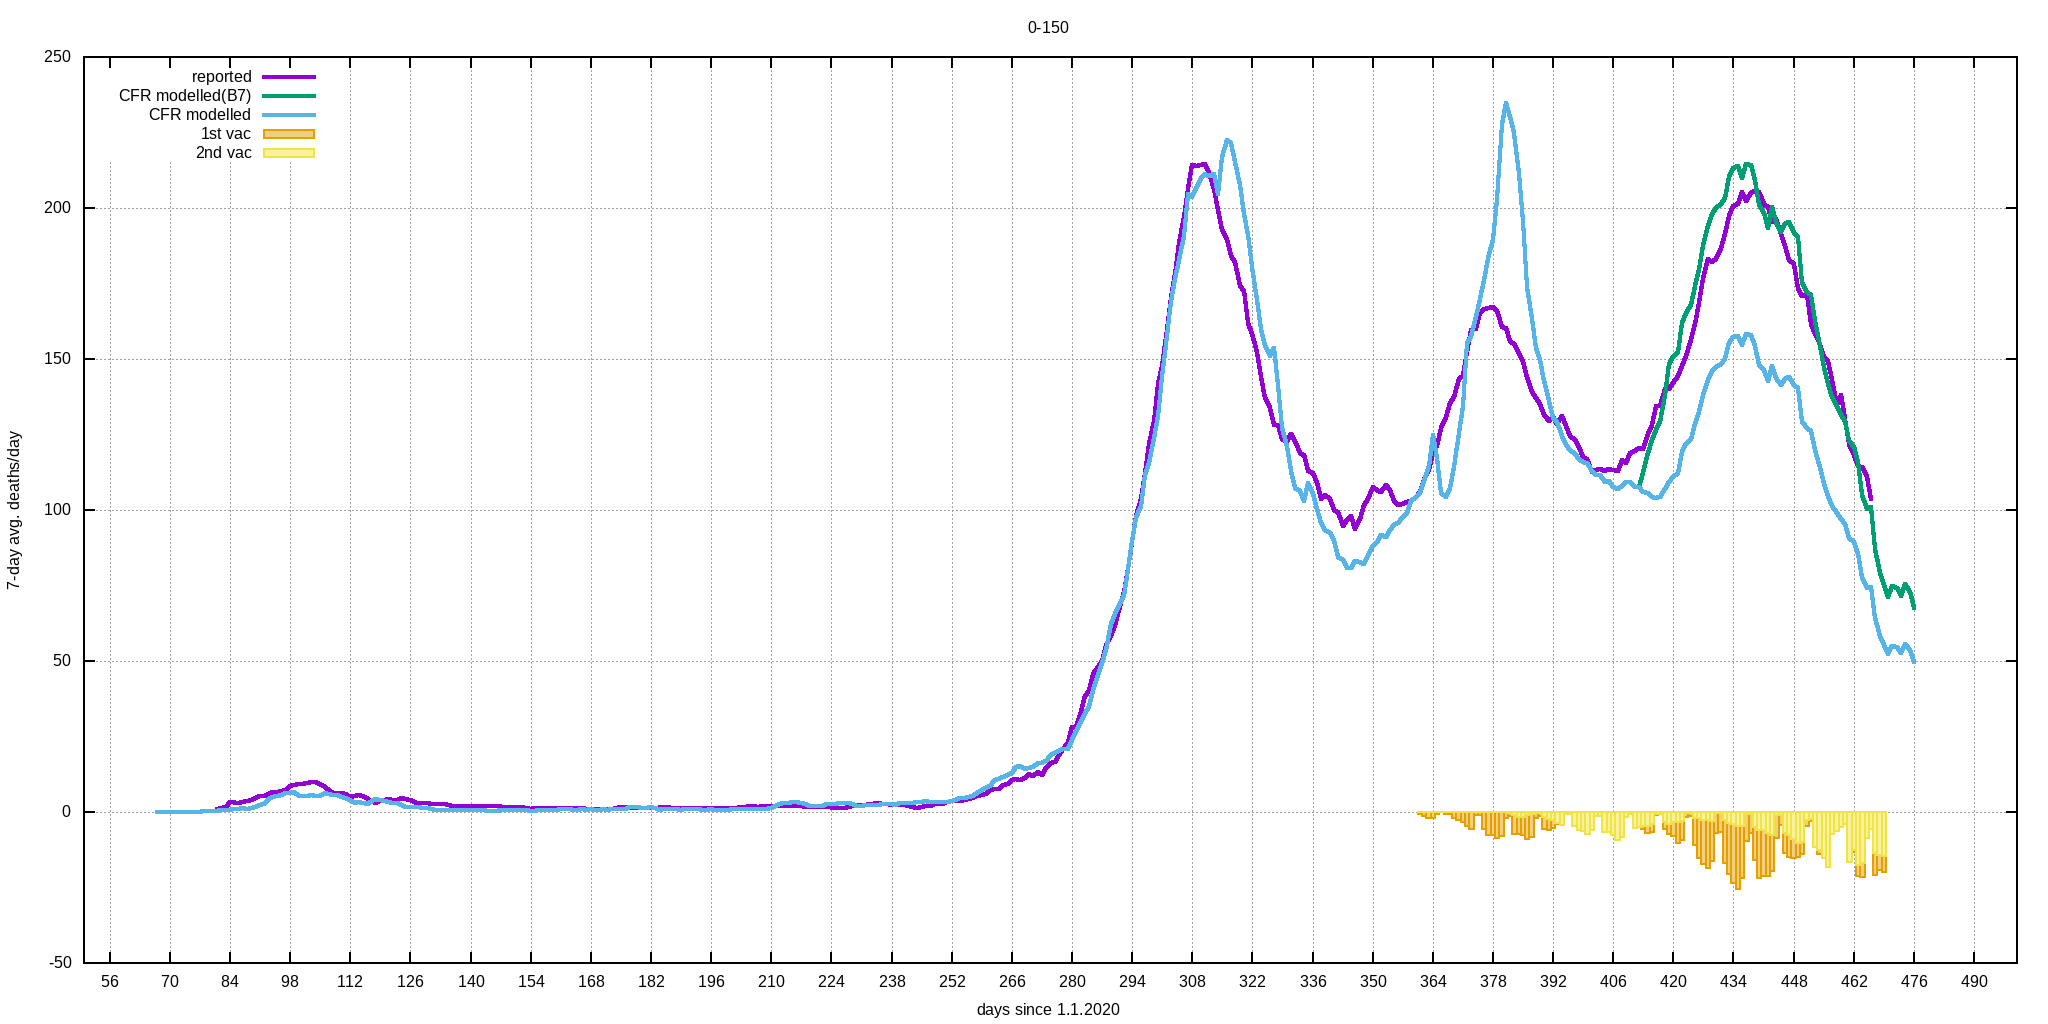 0-150
250
200
150
100
50
0
-50
7-day avg. deaths/day
reported
CFR modelled(B7)
CFR modelled
1st vac
2nd vac
56 70 84 98 112 126 140 154 168 182 196 210 224 238 252 266 280 294 308 322 336 350 364 378 392 406 420 434 448 462 476 490
days since 1.1.2020